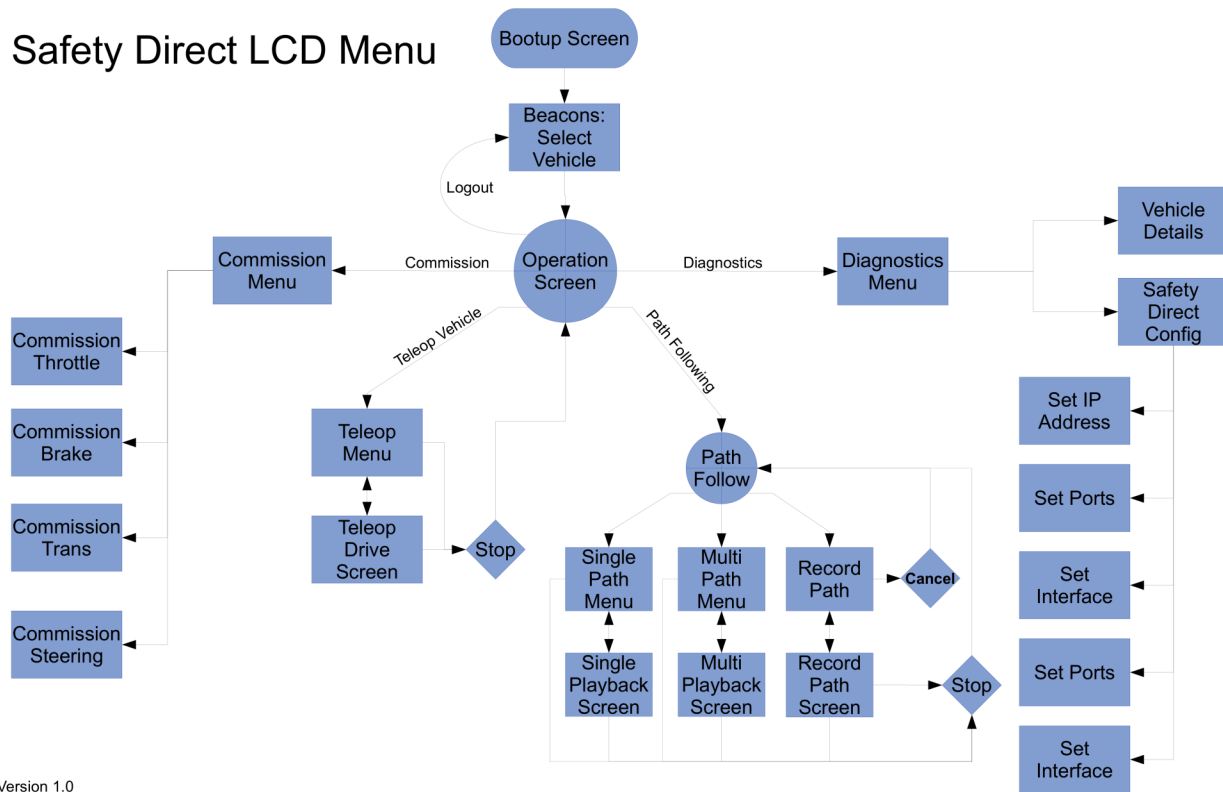 Safety Direct LCD Menu
Bootup Screen
Beacons:
Select
Vehicle
Logout
Operation
Screen
Commission
Commission
Menu
Commission
Throttle
Commission
Brake
Commission
Trans
Commission
Steering
Teleop Vehicle
Teleop
Menu
Teleop
Drive
Screen
Stop
Path Following
Path
Follow
Single
Path
Menu
Multi
Path
Menu
Record
Path
Cancel
Single
Playback
Screen
Multi
Playback
Screen
Record
Path
Screen
Stop
Diagnostics
Diagnostics
Menu
Vehicle
Details
Safety
Direct
Config
Set IP
Address
Set Ports
Set
Interface
Set Ports
Set
Interface
Version 1.0